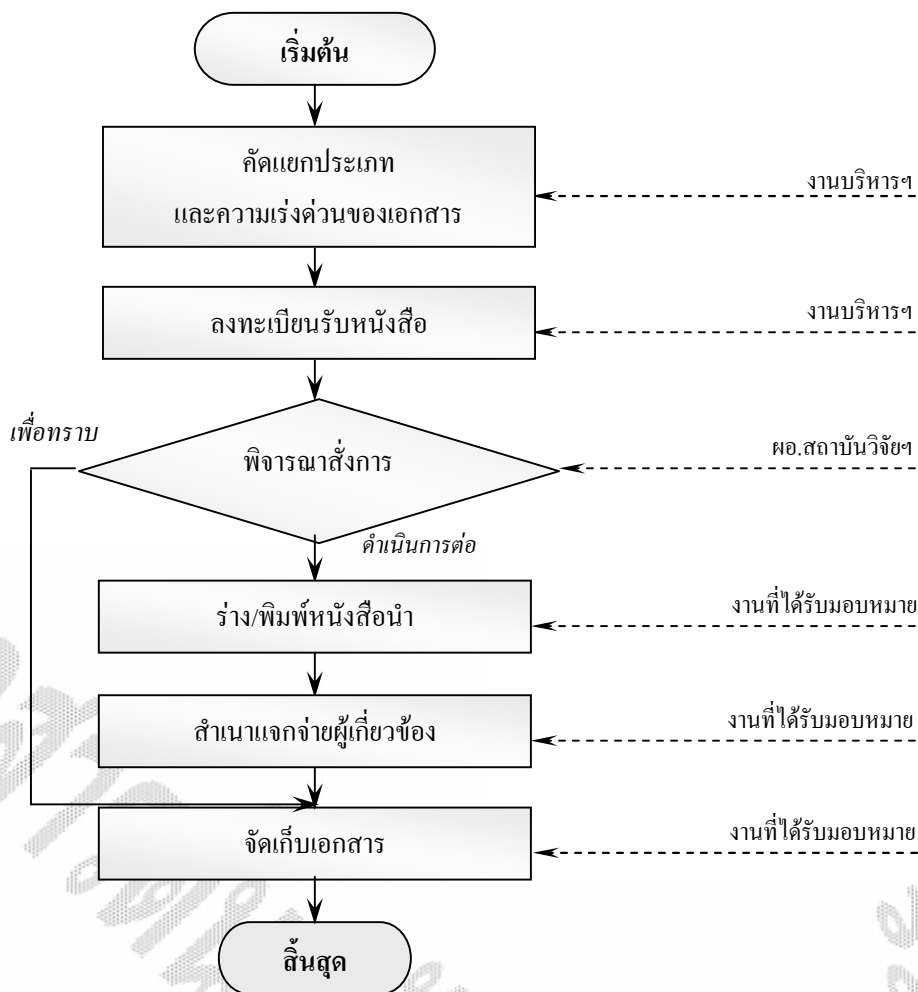 เริ่มต้น
คัดแยกประเภท
และความเร่งด่วนของเอกสาร
งานบริหารฯ
ลงทะเบียนรับหนังสือ
งานบริหารฯ
เพื่อทราบ
พิจารณาสั่งการ
ผอ.สถาบันวิจัยฯ
ดำเนินการต่อ
ร่าง/พิมพ์หนังสือนำ
งานที่ได้รับมอบหมาย
สำเนาแจกจ่ายผู้เกี่ยวข้อง
งานที่ได้รับมอบหมาย
จัดเก็บเอกสาร
งานที่ได้รับมอบหมาย
สิ้นสุด